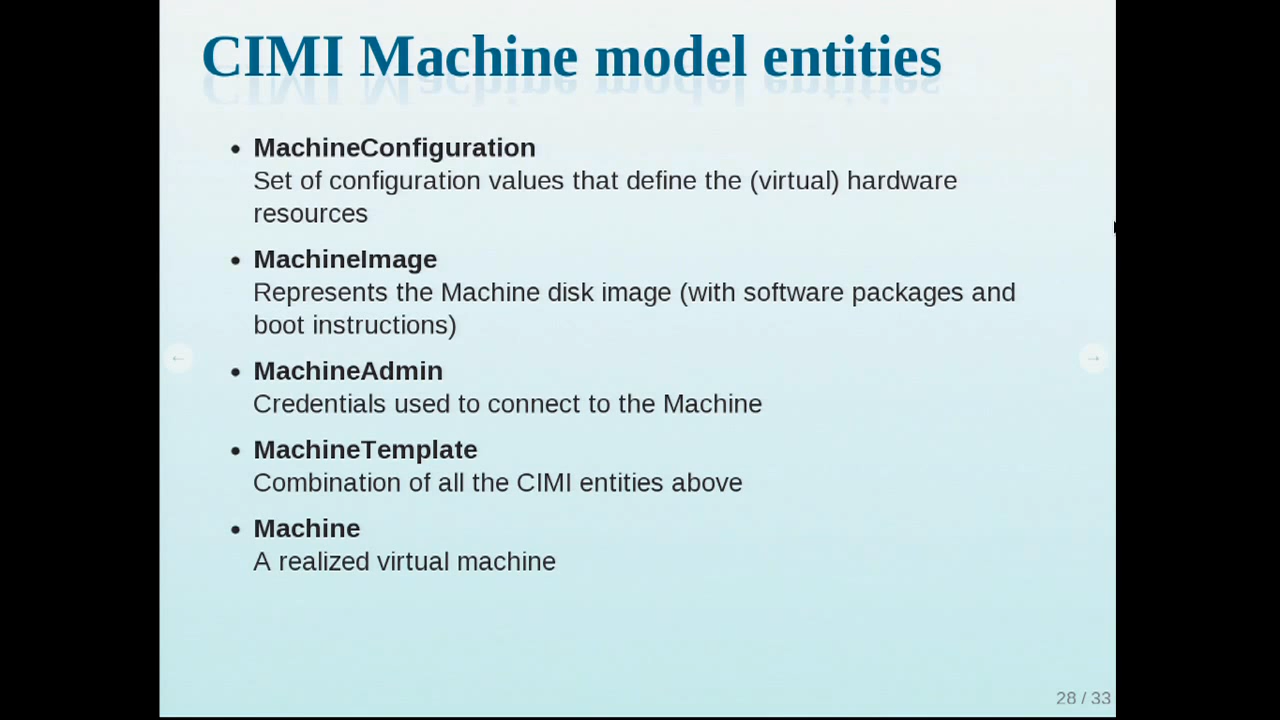 CIMI Machine model entities
• MachineConfiguration
Set of configuration values that define the (virtual) hardware
resources
• MachineImage
Represents the Machine disk image (with software packages and
boot instructions)
• MachineAdmin
Credentials used to connect to the Machine
• MachineTemplate
Combination of all the CIMI entities above
• Machine
A realized virtual machine
← →
28 / 33